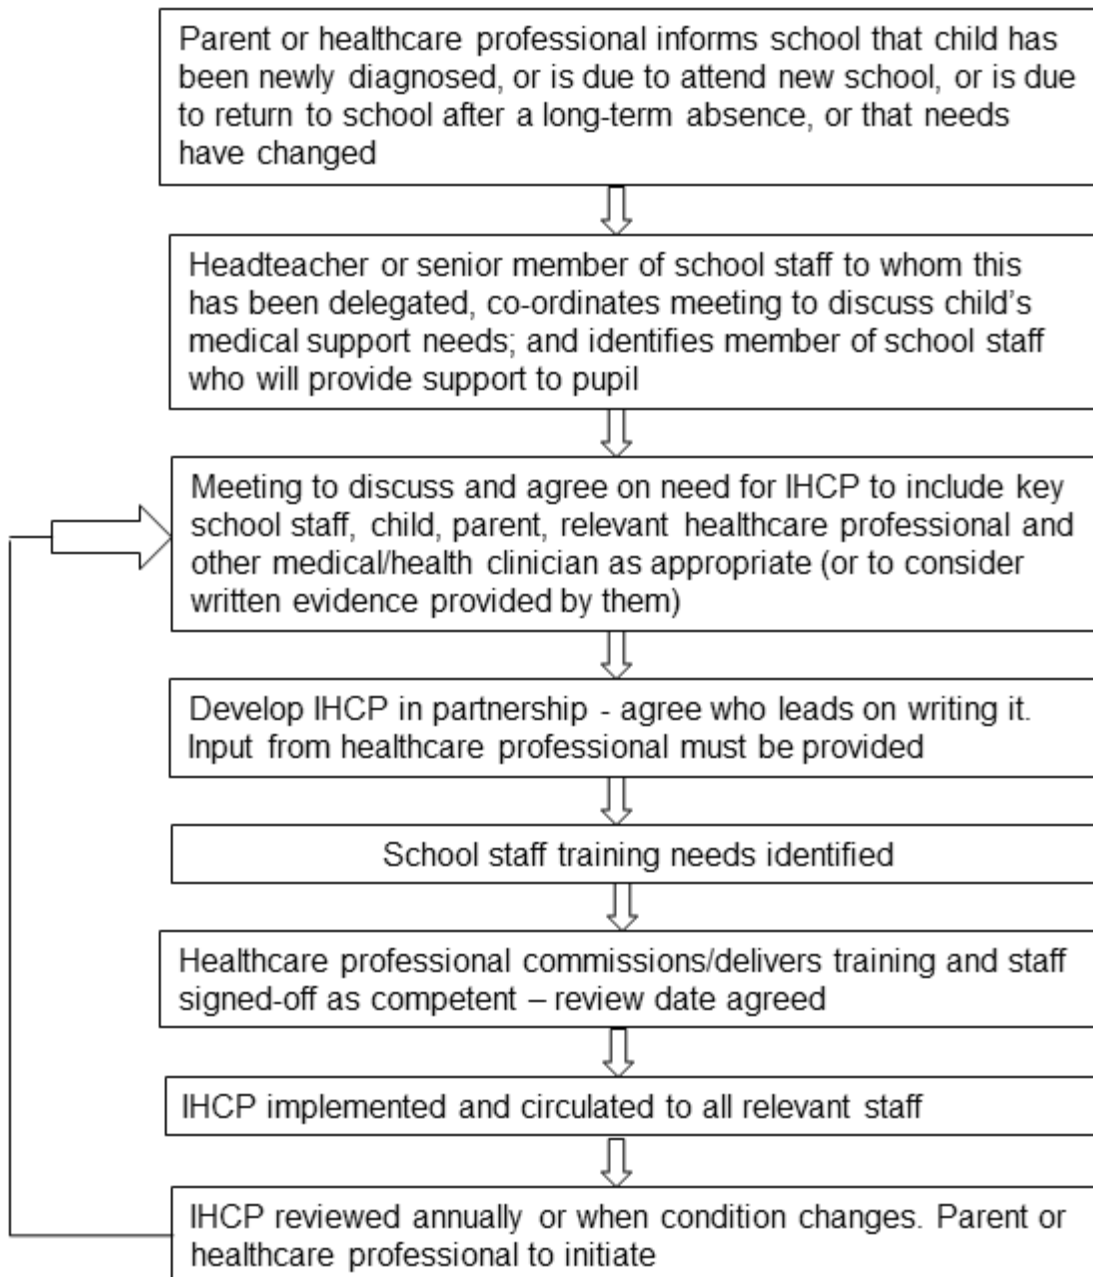 Parent or healthcare professional informs school that child has
been newly diagnosed, or is due to attend new school, or is due
to return to school after a long-term absence, or that needs
have changed
Headteacher or senior member of school staff to whom this
has been delegated, co-ordinates meeting to discuss child’s
medical support needs; and identifies member of school staff
who will provide support to pupil
Meeting to discuss and agree on need for IHCP to include key
school staff, child, parent, relevant healthcare professional and
other medical/health clinician as appropriate (or to consider
written evidence provided by them)
Develop IHCP in partnership - agree who leads on writing it.
Input from healthcare professional must be provided
School staff training needs identified
Healthcare professional commissions/delivers training and staff
signed-off as competent – review date agreed
IHCP implemented and circulated to all relevant staff
IHCP reviewed annually or when condition changes. Parent or
healthcare professional to initiate